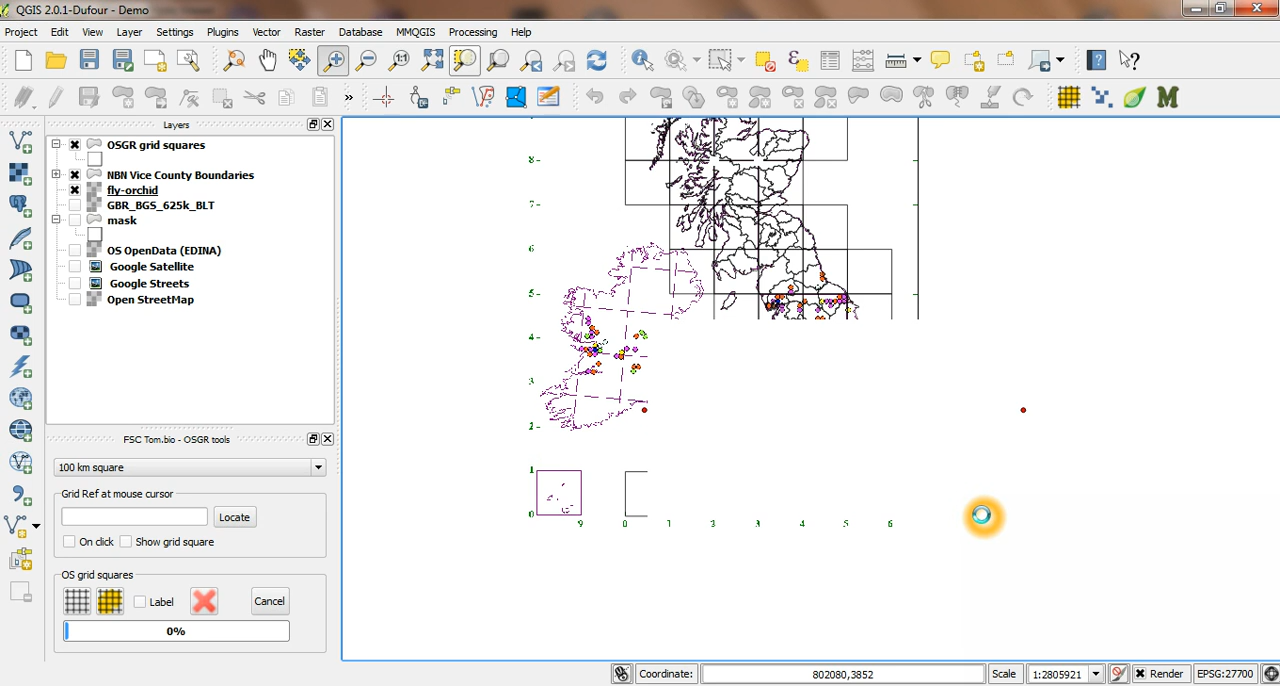 QGIS 2.0.1-Dufour - Demo
Project Edit View Layer Settings Plugins Vector Raster Database MMQGIS Processing Help
Layers
OSGR grid squares
NBN Vice County Boundaries
fly-orchid
GBR_BGS_625k_BLT
mask
OS OpenData (EDINA)
Google Satellite
Google Streets
Open StreetMap
FSC Tom.bio - OSGR tools
100 km square
Grid Ref at mouse cursor
Locate
On click Show grid square
OS grid squares
Label Cancel
0%
8
7
6
5
4
3
2
1
0
9 0 1 2 3 4 5 6
Coordinate: 802080,3852 Scale 1:2805921 Render EPSG:27700